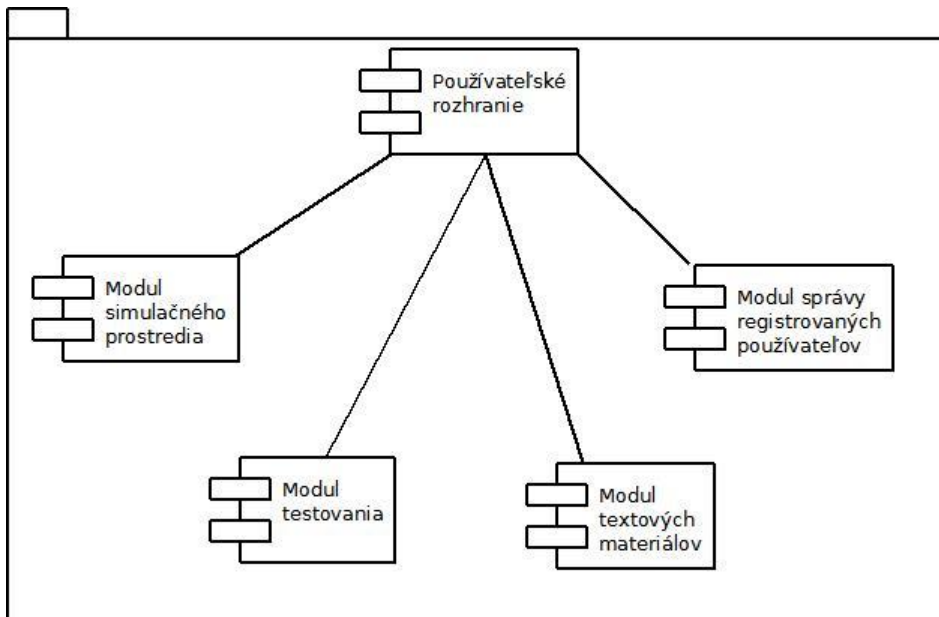 Používateľské
rozhranie
Modul
simulačného
prostredia
Modul správy
registrovaných
používateľov
Modul
testovania
Modul
textových
materiálov